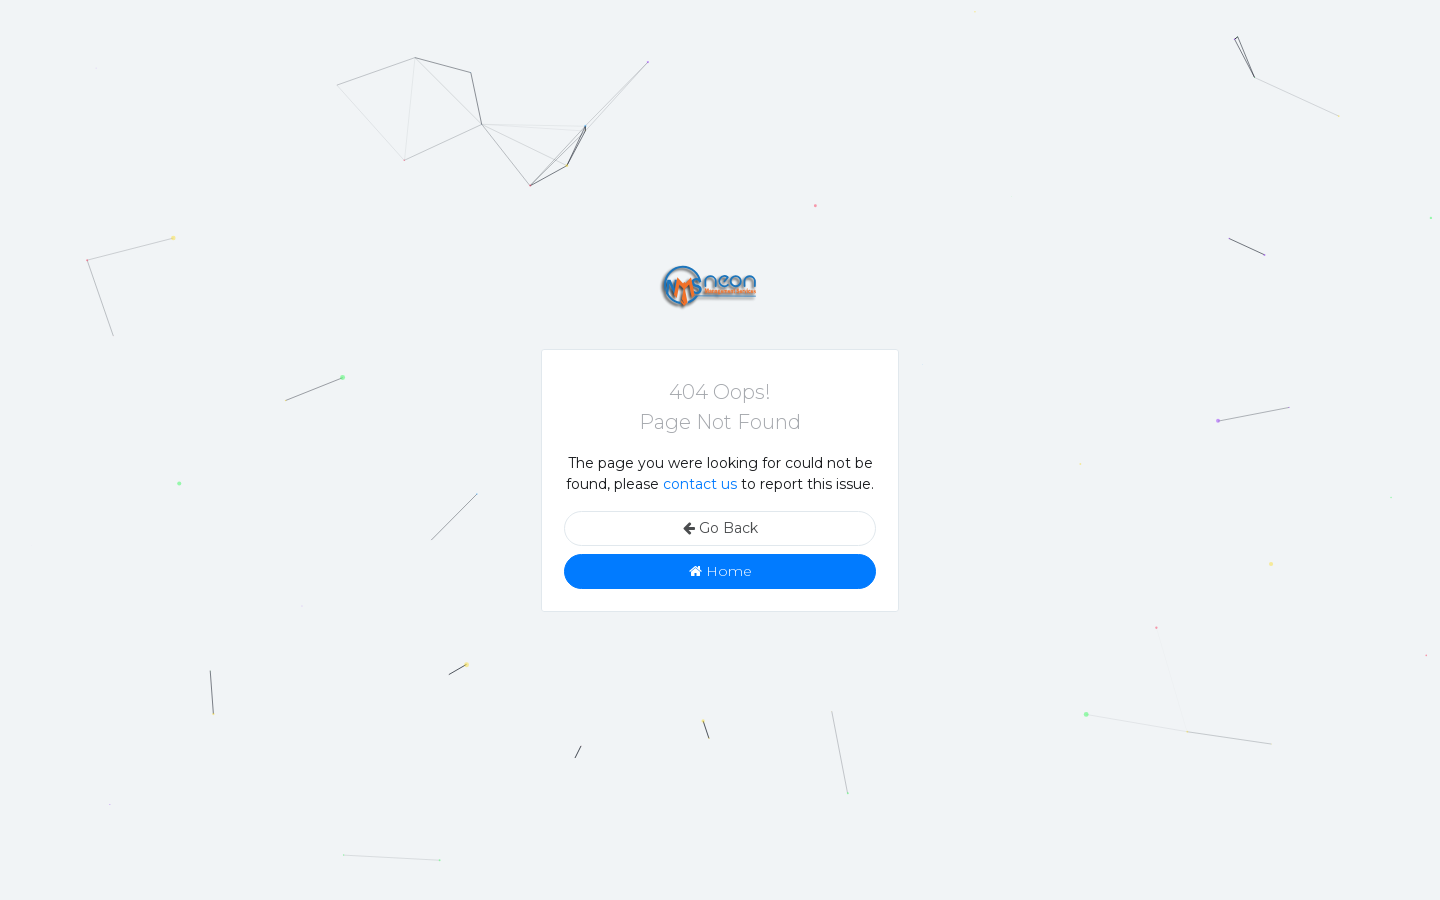 neon
404 Oops!
Page Not Found
The page you were looking for could not be
found, please contact us to report this issue.
Go Back
Home